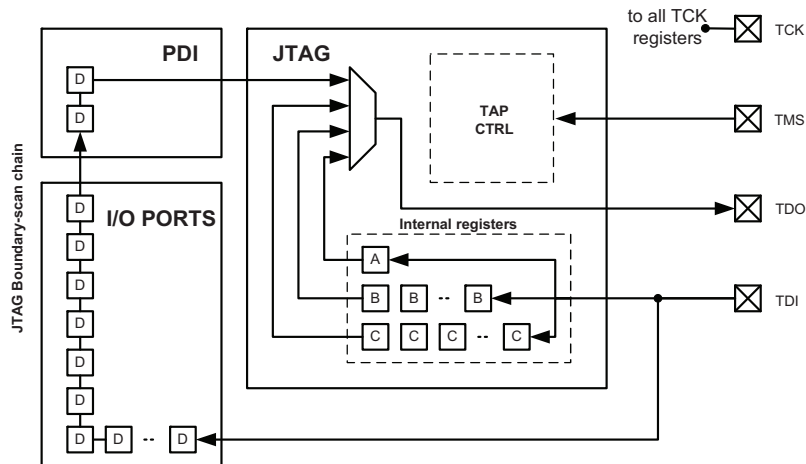 to all TCK
registers
TCK
PDI
JTAG
D
D
TAP
CTRL
TMS
JTAG Boundary-scan chain
I/O PORTS
D
D
D
D
D
D
D D -- D
TDO
Internal registers
A
B B -- B
C C C -- C
TDI